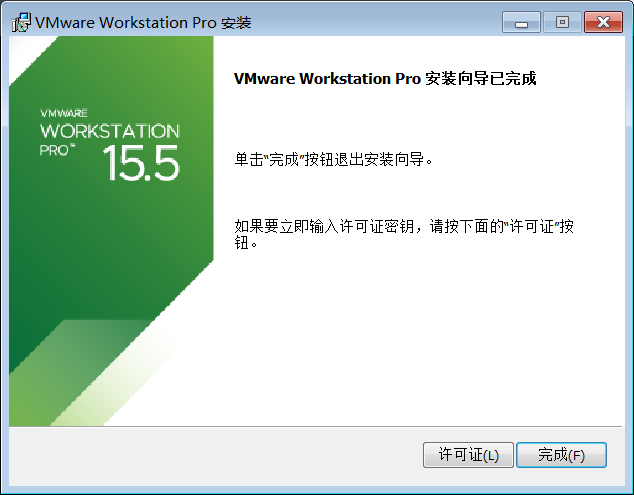 VMware Workstation Pro 安装
VMWARE
WORKSTATION
PRO™
15.5
VMware Workstation Pro 安装向导已完成
单击“完成”按钮退出安装向导。
如果要立即输入许可证密钥，请按下面的“许可证”按
钮。
许可证(L)
完成(F)